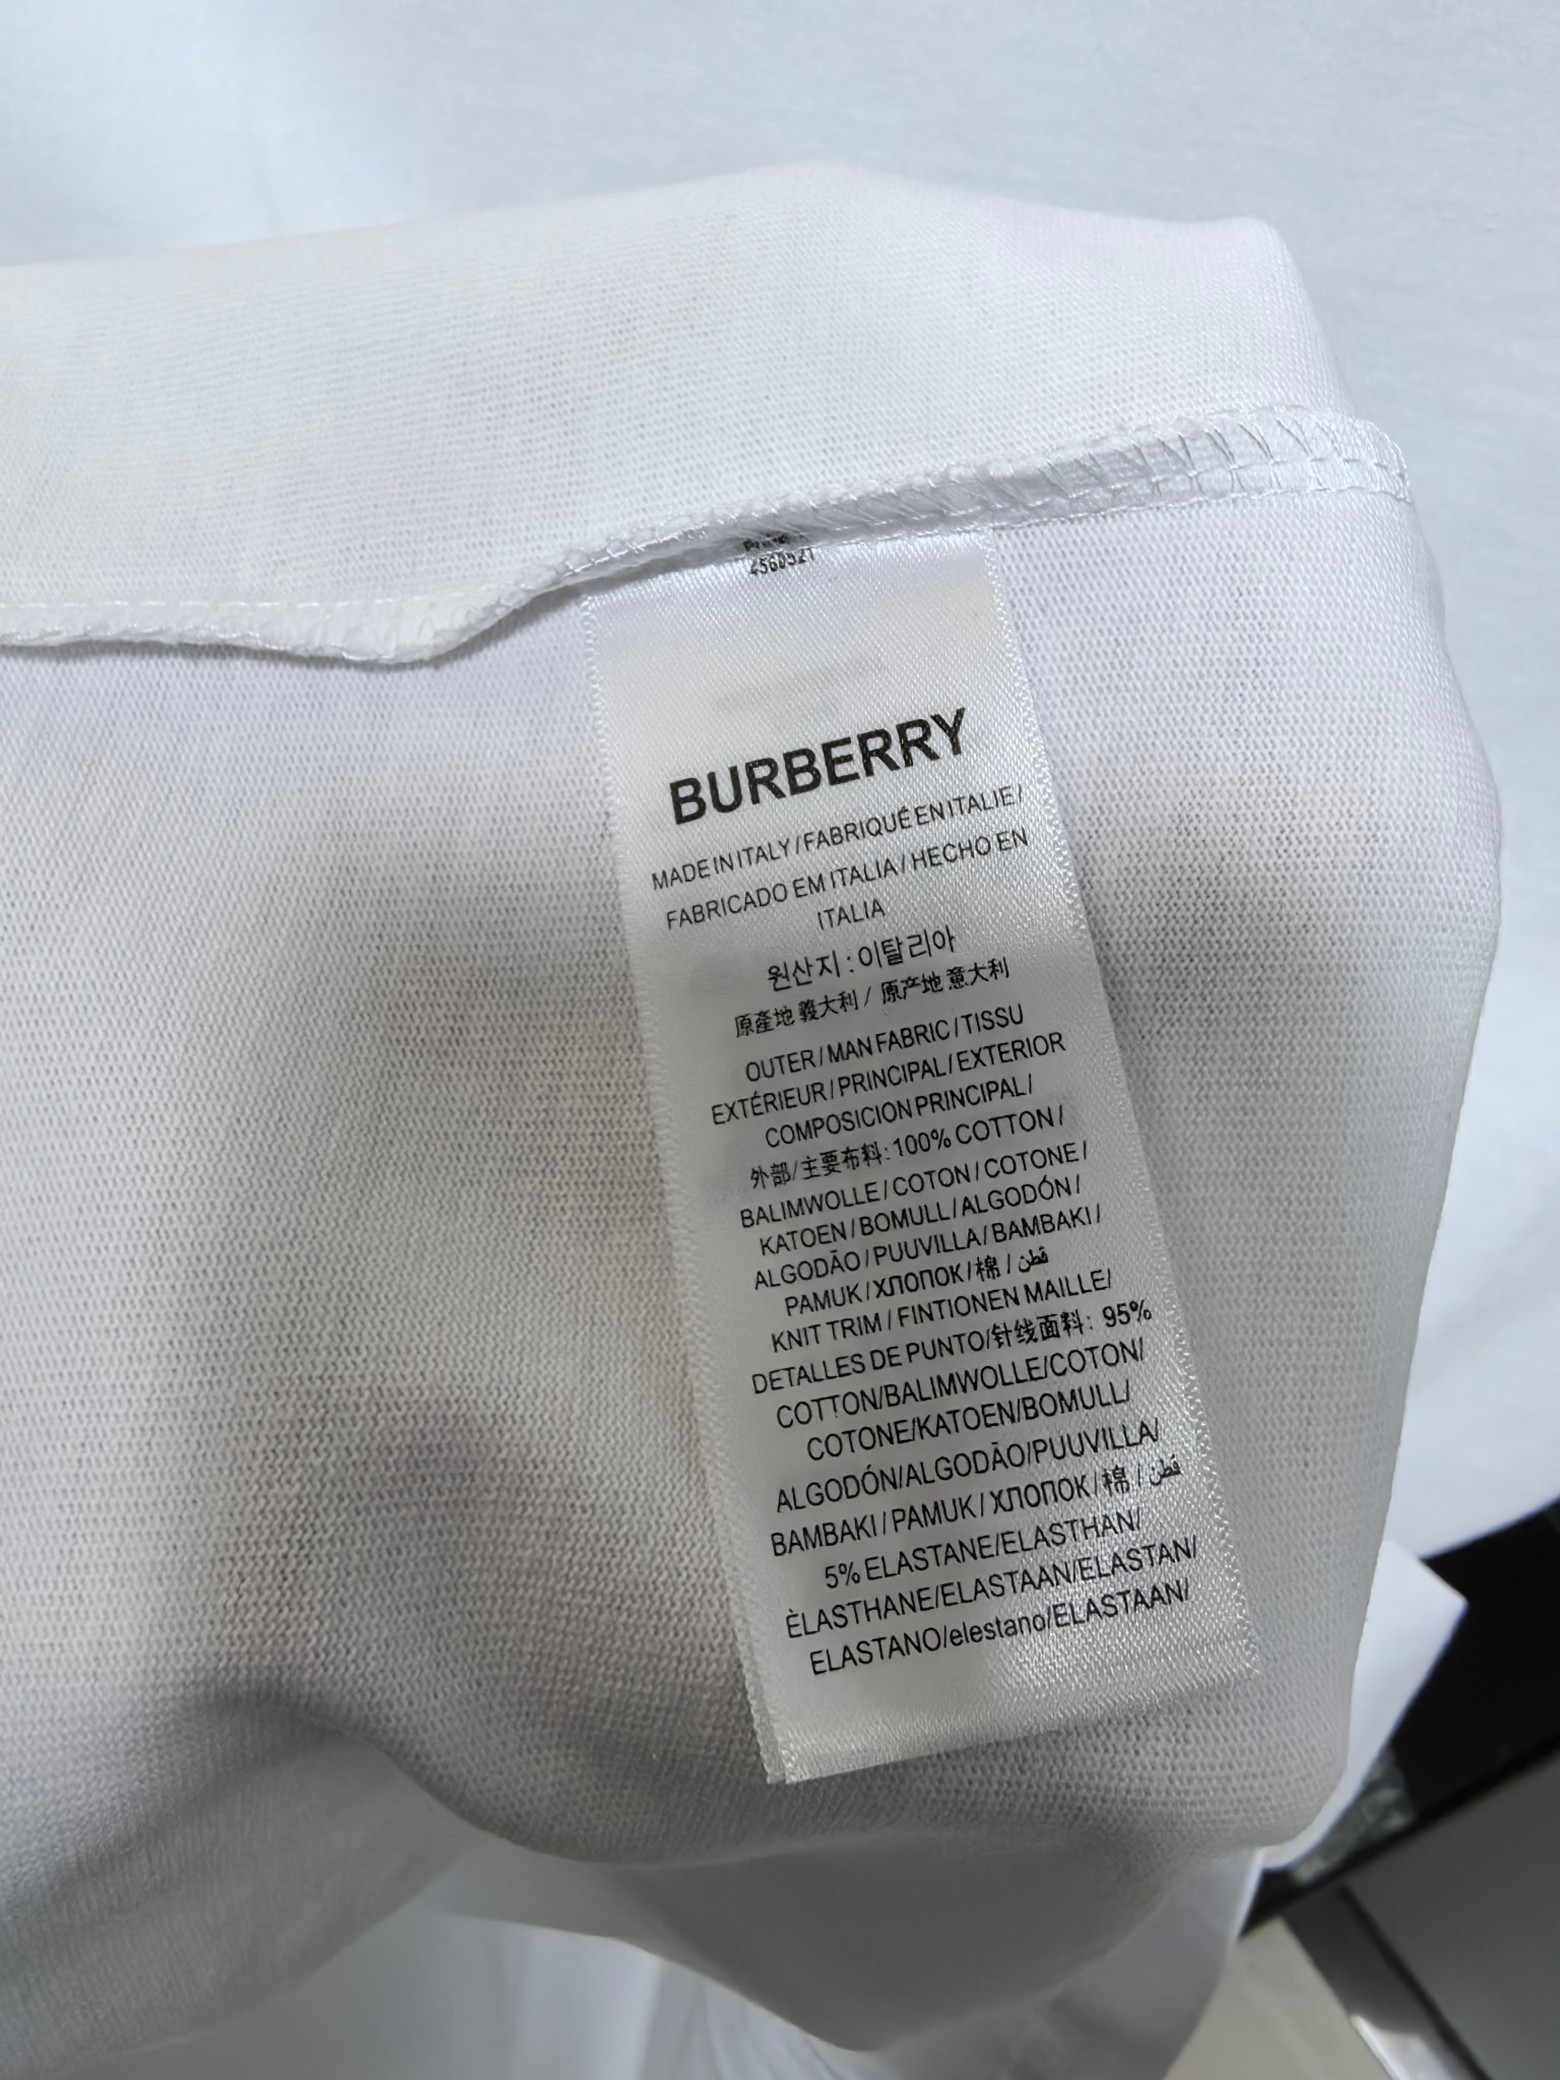 4560521
BURBERRY
MADE IN ITALY / FABRIQUÉ EN ITALIE /
FABRICADO EM ITALIA / HECHO EN
ITALIA
원산지 : 이탈리아
原產地 義大利 / 原产地 意大利
OUTER / MAN FABRIC / TISSU
EXTÉRIEUR / PRINCIPAL / EXTERIOR
COMPOSICION PRINCIPAL /
外部/主要布料: 100% COTTON /
BALIMWOLLE / COTON / COTONE /
KATOEN / BOMULL / ALGODÓN /
ALGODÃO / PUUVILLA / BAMBAKI /
PAMUK / ХЛОПОК / 棉 / قطن
KNIT TRIM / FINTIONEN MAILLE/
DETALLES DE PUNTO/针线面料: 95%
COTTON/BALIMWOLLE/COTON/
COTONE/KATOEN/BOMULL/
ALGODÓN/ALGODÃO/PUUVILLA/
BAMBAKI / PAMUK / ХЛОПОК / 棉 / قطن
5% ELASTANE/ELASTHAN/
ÈLASTHANE/ELASTAAN/ELASTAN/
ELASTANO/elestano/ELASTAAN/